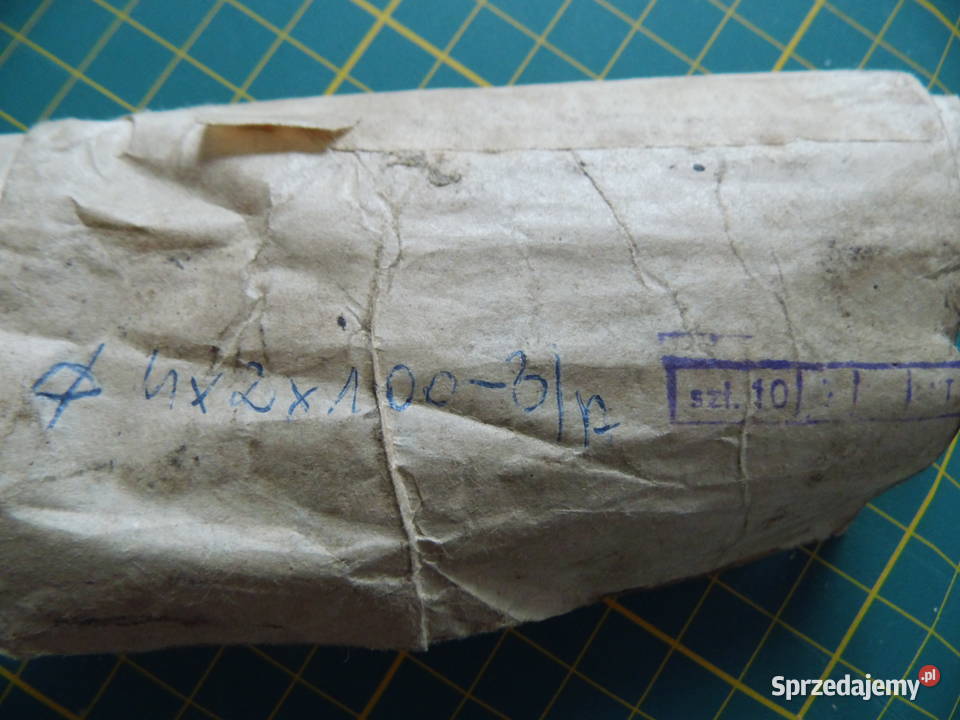 ⌀ 4x2x100-3/p
szt. 10
Sprzedajemy.pl